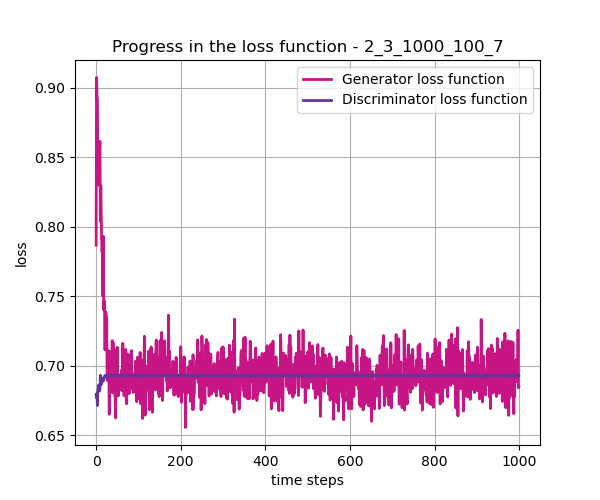 Progress in the loss function - 2_3_1000_100_7
Generator loss function
Discriminator loss function
0.90
0.85
0.80
0.75
0.70
0.65
loss
0 200 400 600 800 1000
time steps